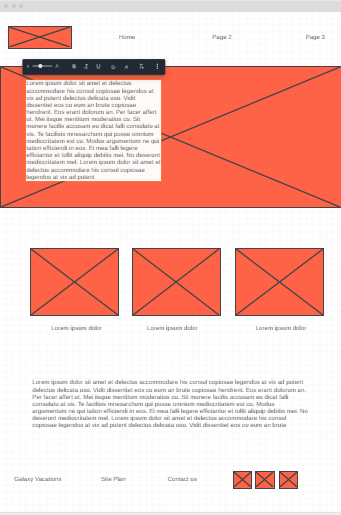 Home Page 2 Page 3
A A B I U
Lorem ipsum dolor sit amet ei delectus
accommodare his consul copiosae legendos at
vix ad putent delectus delicata usu. Vidit
dissentiet eos cu eum an brute copiosae
hendrerit. Eos erant dolorum an. Per facer affert
ut. Mei iisque mentitum moderatius cu. Sit
munere facilis accusam eu dicat falli consulatu at
vis. Te facilisis mnesarchum qui posse omnium
mediocritatem est cu. Modus argumentum ne qui
tation efficiendi in eos. Ei mea falli legere
efficiantur et tollit aliquip debitis mei. No deserunt
mediocritatem mei. Lorem ipsum dolor sit amet ei
delectus accommodare his consul copiosae
legendos at vix ad putent
Lorem ipsum dolor Lorem ipsum dolor Lorem ipsum dolor
Lorem ipsum dolor sit amet ei delectus accommodare his consul copiosae legendos at vix ad putent
delectus delicata usu. Vidit dissentiet eos cu eum an brute copiosae hendrerit. Eos erant dolorum an.
Per facer affert ut. Mei iisque mentitum moderatius cu. Sit munere facilis accusam eu dicat falli
consulatu at vis. Te facilisis mnesarchum qui posse omnium mediocritatem est cu. Modus
argumentum ne qui tation efficiendi in eos. Ei mea falli legere efficiantur et tollit aliquip debitis mei. No
deserunt mediocritatem mei. Lorem ipsum dolor sit amet ei delectus accommodare his consul
copiosae legendos at vix ad putent delectus delicata usu. Vidit dissentiet eos cu eum an brute
Galaxy Vacations Site Plan Contact us